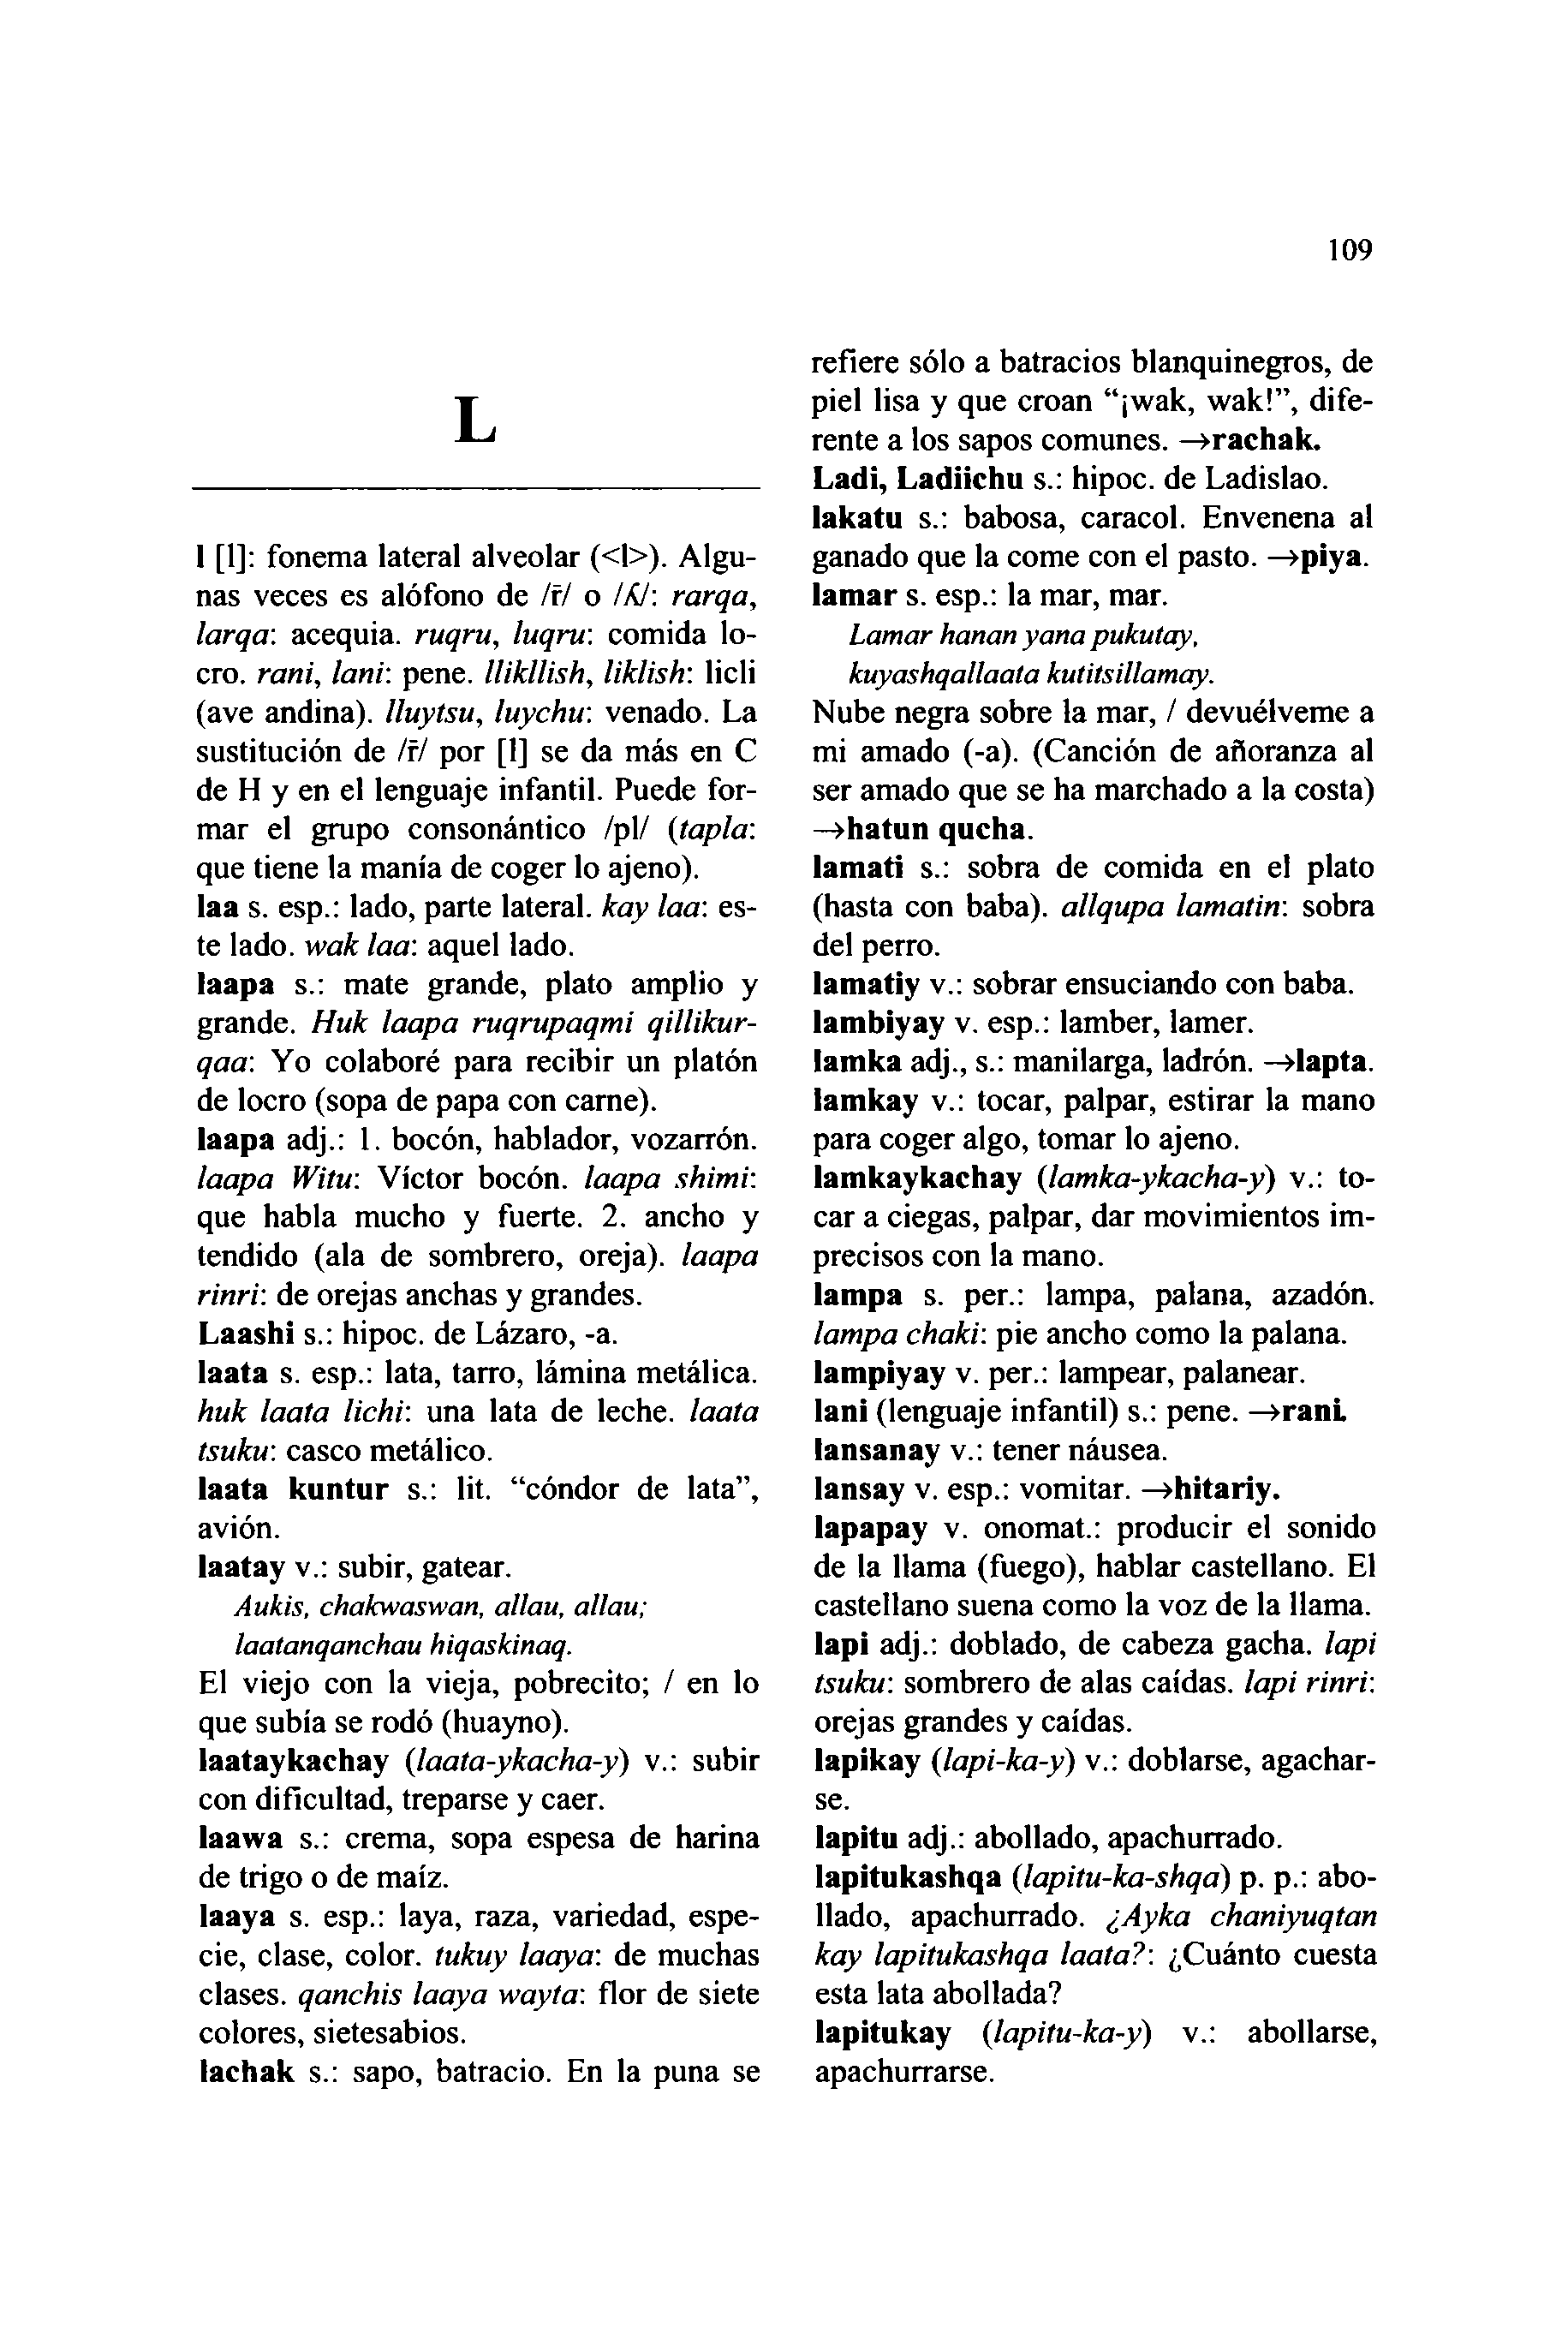 109
L
l [l]: fonema lateral alveolar (<l>). Algu-
nas veces es alófono de /r̄/ o /ʎ/: rarqa,
larqa: acequia. ruqru, luqru: comida lo-
cro. rani, lani: pene. llikllish, liklish: licli
(ave andina). lluytsu, luychu: venado. La
sustitución de /r̄/ por [l] se da más en C
de H y en el lenguaje infantil. Puede for-
mar el grupo consonántico /pl/ (tapla:
que tiene la manía de coger lo ajeno).
laa s. esp.: lado, parte lateral. kay laa: es-
te lado. wak laa: aquel lado.
laapa s.: mate grande, plato amplio y
grande. Huk laapa ruqrupaqmi qillikur-
qaa: Yo colaboré para recibir un platón
de locro (sopa de papa con carne).
laapa adj.: 1. bocón, hablador, vozarrón.
laapa Witu: Víctor bocón. laapa shimi:
que habla mucho y fuerte. 2. ancho y
tendido (ala de sombrero, oreja). laapa
rinri: de orejas anchas y grandes.
Laashi s.: hipoc. de Lázaro, -a.
laata s. esp.: lata, tarro, lámina metálica.
huk laata lichi: una lata de leche. laata
tsuku: casco metálico.
laata kuntur s.: lit. “cóndor de lata”,
avión.
laatay v.: subir, gatear.
Aukis, chakwaswan, allau, allau;
laatanqanchau hiqaskinaq.
El viejo con la vieja, pobrecito; / en lo
que subía se rodó (huayno).
laataykachay (laata-ykacha-y) v.: subir
con dificultad, treparse y caer.
laawa s.: crema, sopa espesa de harina
de trigo o de maíz.
laaya s. esp.: laya, raza, variedad, espe-
cie, clase, color. tukuy laaya: de muchas
clases. qanchis laaya wayta: flor de siete
colores, sietesabios.
lachak s.: sapo, batracio. En la puna se
refiere sólo a batracios blanquinegros, de
piel lisa y que croan “¡wak, wak!”, dife-
rente a los sapos comunes. →rachak.
Ladi, Ladiichu s.: hipoc. de Ladislao.
lakatu s.: babosa, caracol. Envenena al
ganado que la come con el pasto. →piya.
lamar s. esp.: la mar, mar.
Lamar hanan yana pukutay,
kuyashqallaata kutitsillamay.
Nube negra sobre la mar, / devuélveme a
mi amado (-a). (Canción de añoranza al
ser amado que se ha marchado a la costa)
→hatun qucha.
lamati s.: sobra de comida en el plato
(hasta con baba). allqupa lamatin: sobra
del perro.
lamatiy v.: sobrar ensuciando con baba.
lambiyay v. esp.: lamber, lamer.
lamka adj., s.: manilarga, ladrón. →lapta.
lamkay v.: tocar, palpar, estirar la mano
para coger algo, tomar lo ajeno.
lamkaykachay (lamka-ykacha-y) v.: to-
car a ciegas, palpar, dar movimientos im-
precisos con la mano.
lampa s. per.: lampa, palana, azadón.
lampa chaki: pie ancho como la palana.
lampiyay v. per.: lampear, palanear.
lani (lenguaje infantil) s.: pene. →rani.
lansanay v.: tener náusea.
lansay v. esp.: vomitar. →hitariy.
lapapay v. onomat.: producir el sonido
de la llama (fuego), hablar castellano. El
castellano suena como la voz de la llama.
lapi adj.: doblado, de cabeza gacha. lapi
tsuku: sombrero de alas caídas. lapi rinri:
orejas grandes y caídas.
lapikay (lapi-ka-y) v.: doblarse, agachar-
se.
lapitu adj.: abollado, apachurrado.
lapitukashqa (lapitu-ka-shqa) p. p.: abo-
llado, apachurrado. ¿Ayka chaniyuqtan
kay lapitukashqa laata?: ¿Cuánto cuesta
esta lata abollada?
lapitukay (lapitu-ka-y) v.: abollarse,
apachurrarse.